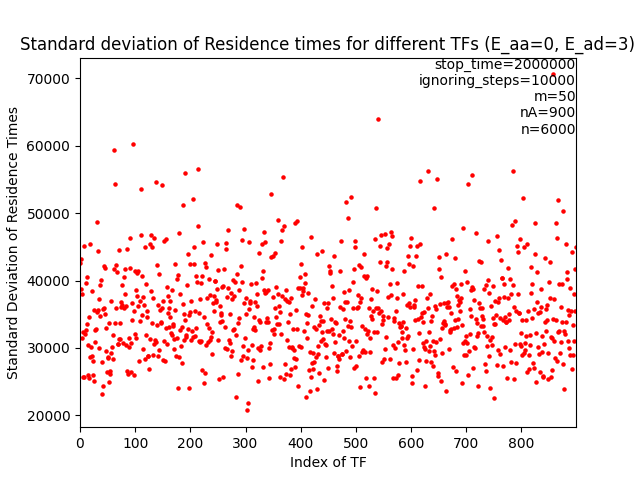 Standard deviation of Residence times for different TFs (E_aa=0, E_ad=3)
stop_time=2000000
ignoring_steps=10000
m=50
nA=900
n=6000
70000
60000
50000
40000
30000
20000
Standard Deviation of Residence Times
0 100 200 300 400 500 600 700 800
Index of TF